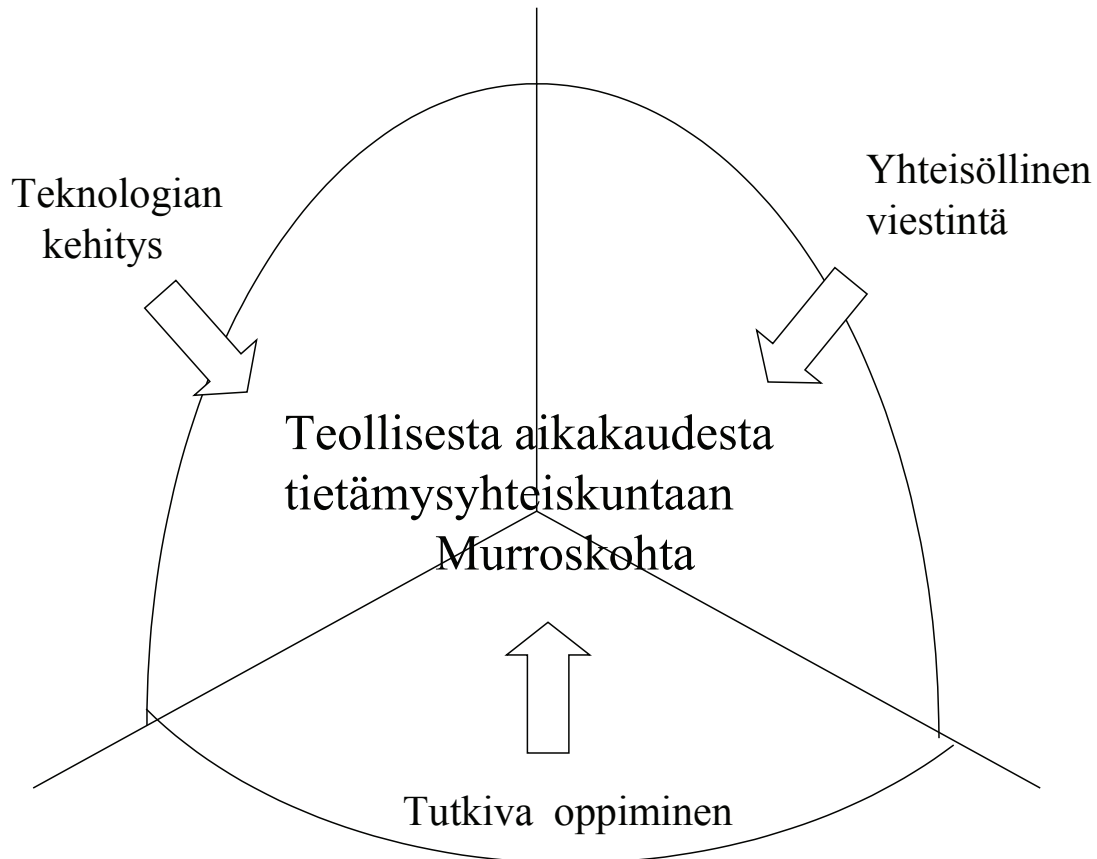 Teknologian
kehitys
Yhteisöllinen
viestintä
Teollisesta aikakaudesta
tietämysyhteiskuntaan
Murroskohta
Tutkiva oppiminen